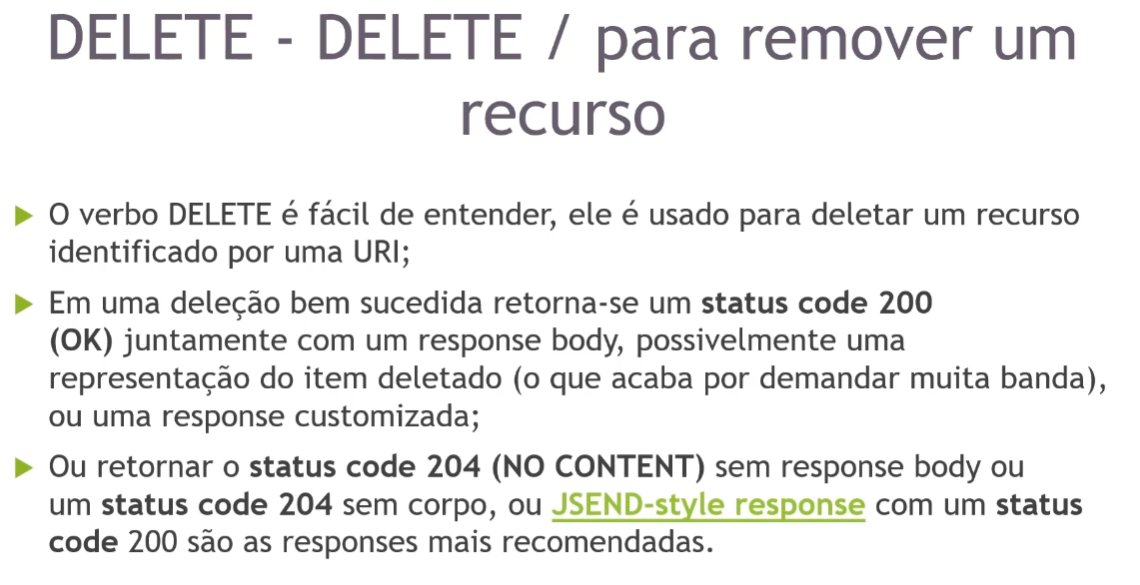 DELETE - DELETE / para remover um
recurso
O verbo DELETE é fácil de entender, ele é usado para deletar um recurso
identificado por uma URI;
Em uma deleção bem sucedida retorna-se um status code 200
(OK) juntamente com um response body, possivelmente uma
representação do item deletado (o que acaba por demandar muita banda),
ou uma response customizada;
Ou retornar o status code 204 (NO CONTENT) sem response body ou
um status code 204 sem corpo, ou JSEND-style response com um status
code 200 são as responses mais recomendadas.